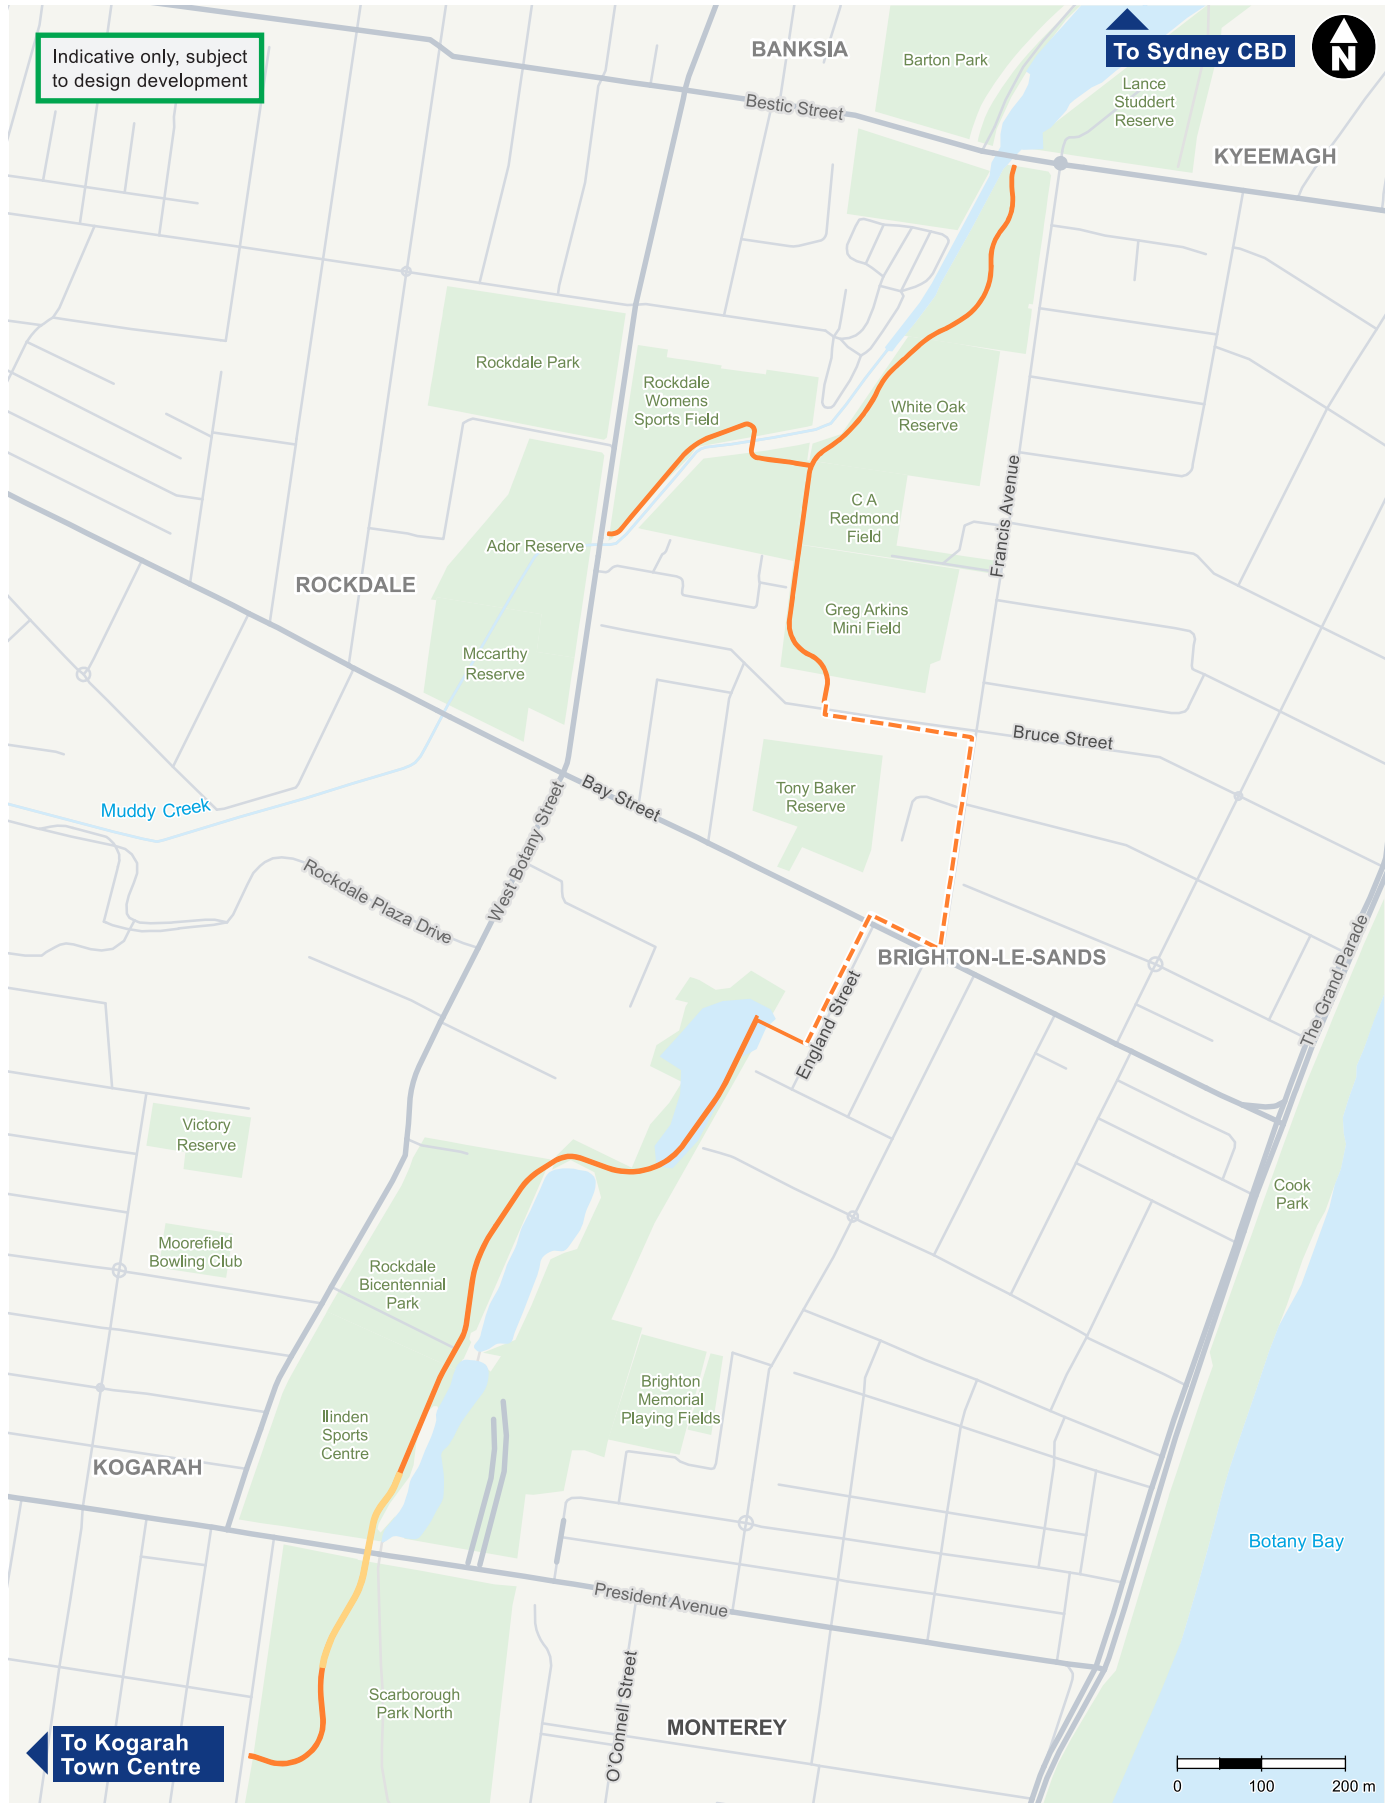 Indicative only, subject
to design development
BANKSIA
Barton Park
To Sydney CBD
N
Lance
Studdert
Reserve
Bestic Street
KYEEMAGH
Rockdale Park
Rockdale
Womens
Sports Field
White Oak
Reserve
C A
Redmond
Field
Francis Avenue
Ador Reserve
ROCKDALE
Greg Arkins
Mini Field
Mccarthy
Reserve
Bruce Street
Muddy Creek
Bay Street
Tony Baker
Reserve
West Botany Street
Rockdale Plaza Drive
BRIGHTON-LE-SANDS
England Street
The Grand Parade
Victory
Reserve
Cook
Park
Moorefield
Bowling Club
Rockdale
Bicentennial
Park
Brighton
Memorial
Playing Fields
Ilinden
Sports
Centre
KOGARAH
Botany Bay
President Avenue
O'Connell Street
Scarborough
Park North
MONTEREY
To Kogarah
Town Centre
0 100 200 m